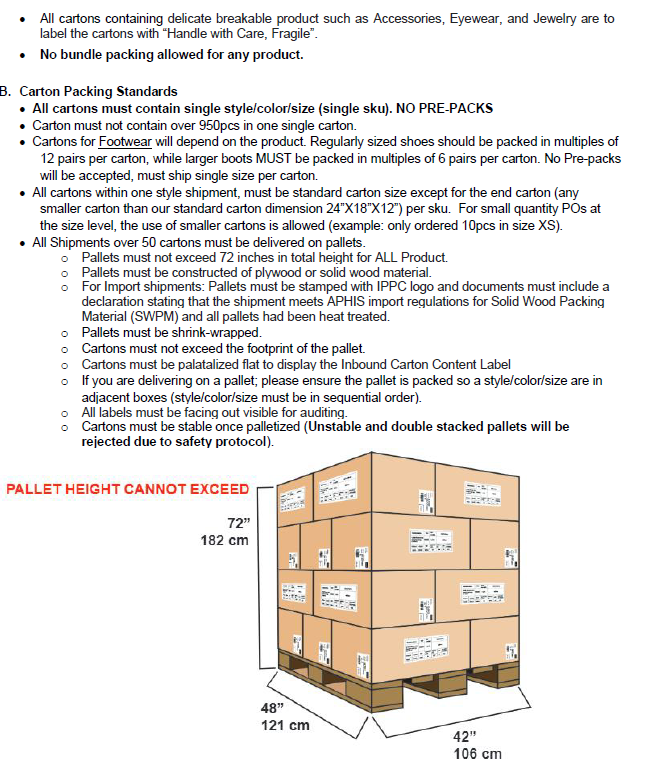 • All cartons containing delicate breakable product such as Accessories, Eyewear, and Jewelry are to
label the cartons with “Handle with Care, Fragile”.
• No bundle packing allowed for any product.
B. Carton Packing Standards
• All cartons must contain single style/color/size (single sku). NO PRE-PACKS
• Carton must not contain over 950pcs in one single carton.
• Cartons for Footwear will depend on the product. Regularly sized shoes should be packed in multiples of
12 pairs per carton, while larger boots MUST be packed in multiples of 6 pairs per carton. No Pre-packs
will be accepted, must ship single size per carton.
• All cartons within one style shipment, must be standard carton size except for the end carton (any
smaller carton than our standard carton dimension 24”X18”X12”) per sku. For small quantity POs at
the size level, the use of smaller cartons is allowed (example: only ordered 10pcs in size XS).
• All Shipments over 50 cartons must be delivered on pallets.
o Pallets must not exceed 72 inches in total height for ALL Product.
o Pallets must be constructed of plywood or solid wood material.
o For Import shipments: Pallets must be stamped with IPPC logo and documents must include a
declaration stating that the shipment meets APHIS import regulations for Solid Wood Packing
Material (SWPM) and all pallets had been heat treated.
o Pallets must be shrink-wrapped.
o Cartons must not exceed the footprint of the pallet.
o Cartons must be palatalized flat to display the Inbound Carton Content Label
o If you are delivering on a pallet; please ensure the pallet is packed so a style/color/size are in
adjacent boxes (style/color/size must be in sequential order).
o All labels must be facing out visible for auditing.
o Cartons must be stable once palletized (Unstable and double stacked pallets will be
rejected due to safety protocol).
PALLET HEIGHT CANNOT EXCEED
72”
182 cm
48”
121 cm
42”
106 cm